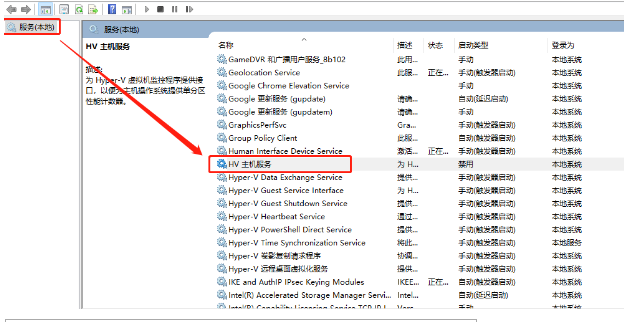 服务(本地)
服务(本地)
HV 主机服务
描述:
为 Hyper-V 虚拟机监控程序提供接
口，以便为主机操作系统提供单分区
性能计数器。
名称 描述 状态 启动类型 登录为
GameDVR 和广播用户服务_8b102 此用... 手动 本地系统
Geolocation Service 此服... 正在... 手动(触发器启动) 本地系统
Google Chrome Elevation Service 手动 本地系统
Google 更新服务 (gupdate) 请确... 自动(延迟启动) 本地系统
Google 更新服务 (gupdatem) 请确... 手动 本地系统
GraphicsPerfSvc Gra... 手动(触发器启动) 本地系统
Group Policy Client 此服... 自动(触发器启动) 本地系统
Human Interface Device Service 激活... 正在... 手动(触发器启动) 本地系统
HV 主机服务 为 H... 禁用 本地系统
Hyper-V Data Exchange Service 提供... 手动(触发器启动) 本地系统
Hyper-V Guest Service Interface 为 H... 手动(触发器启动) 本地系统
Hyper-V Guest Shutdown Service 提供... 手动(触发器启动) 本地系统
Hyper-V Heartbeat Service 通过... 手动(触发器启动) 本地系统
Hyper-V PowerShell Direct Service 提供... 手动(触发器启动) 本地系统
Hyper-V Time Synchronization Service 将此... 手动(触发器启动) 本地服务
Hyper-V 卷影复制请求程序 协调... 手动(触发器启动) 本地系统
Hyper-V 远程桌面虚拟化服务 提供... 手动(触发器启动) 本地系统
IKE and AuthIP IPsec Keying Modules IKEE... 正在... 自动(触发器启动) 本地系统
Intel(R) Accelerated Storage Manager Servi... Intel... 自动(延迟启动) 本地系统
Intel(R) Capability Licensing Service TCP IP I...